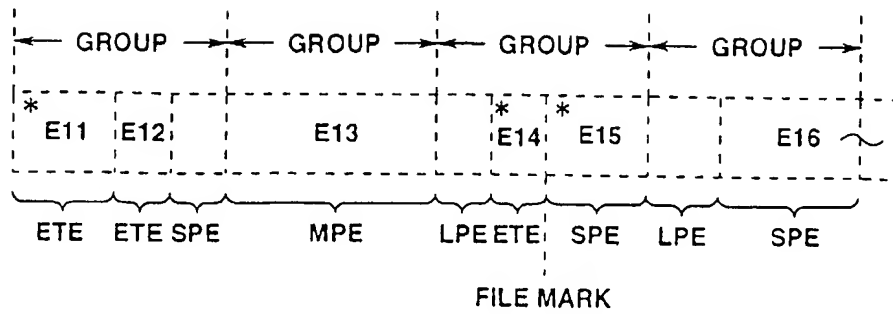 GROUP GROUP GROUP GROUP
* E11 E12 E13 * E14 * E15 E16
ETE ETE SPE MPE LPE ETE SPE LPE SPE
FILE MARK